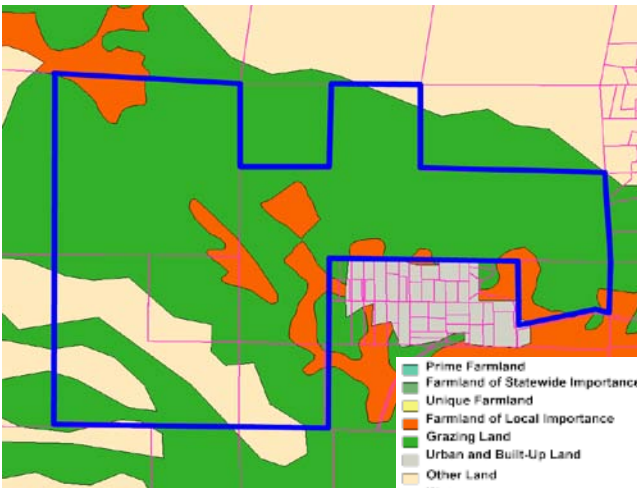 Prime Farmland
Farmland of Statewide Importance
Unique Farmland
Farmland of Local Importance
Grazing Land
Urban and Built-Up Land
Other Land